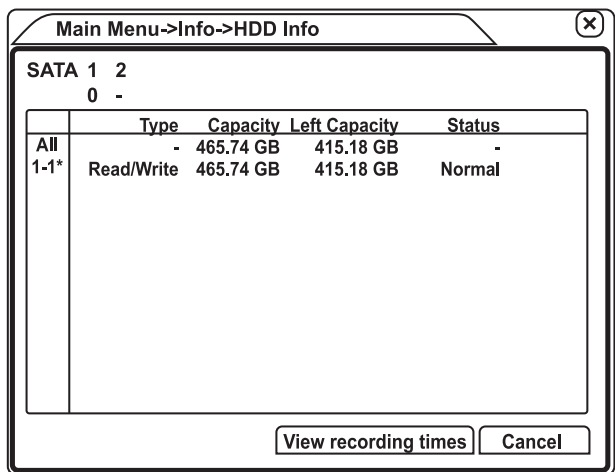 Main Menu->Info->HDD Info
SATA 1 2
0 -
Type Capacity Left Capacity Status
All - 465.74 GB 415.18 GB -
1-1* Read/Write 465.74 GB 415.18 GB Normal
View recording times Cancel